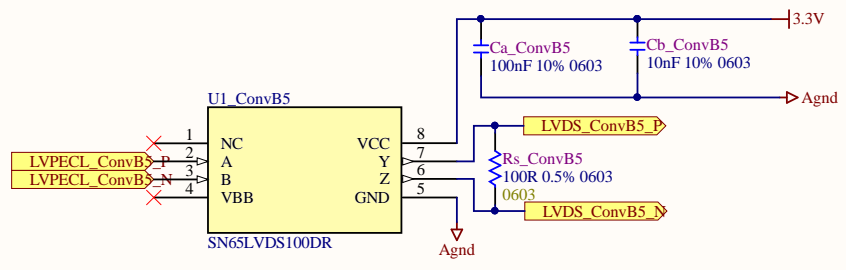 3.3V
Ca_ConvB5
100nF 10% 0603
Cb_ConvB5
10nF 10% 0603
Agnd
U1_ConvB5
1
NC
VCC
8
LVPECL_ConvB5_P
2
A
Y
7
LVDS_ConvB5_P
LVPECL_ConvB5_N
3
B
Z
6
4
VBB
GND
5
Rs_ConvB5
100R 0.5% 0603
0603
LVDS_ConvB5_N
SN65LVDS100DR
Agnd